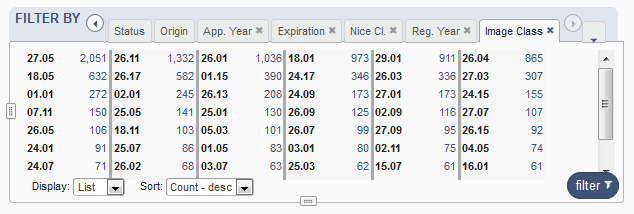 FILTER BY Status Origin App. Year Expiration Nice Cl. Reg. Year Image Class
27.05 2,051 26.11 1,332 26.01 1,036 18.01 973 29.01 911 26.04 865
18.05 632 26.17 582 01.15 390 24.17 346 26.03 336 27.03 307
01.01 272 02.01 245 26.13 208 24.09 173 27.01 173 24.15 155
07.11 150 25.05 141 25.01 130 26.09 125 02.09 116 27.07 107
26.05 106 18.11 103 05.03 101 26.07 99 27.09 95 26.15 92
24.01 91 25.07 86 01.05 83 03.01 80 02.11 75 04.05 74
24.07 71 26.02 68 03.07 63 25.03 62 15.07 61 16.01 61
Display: List Sort: Count - desc filter